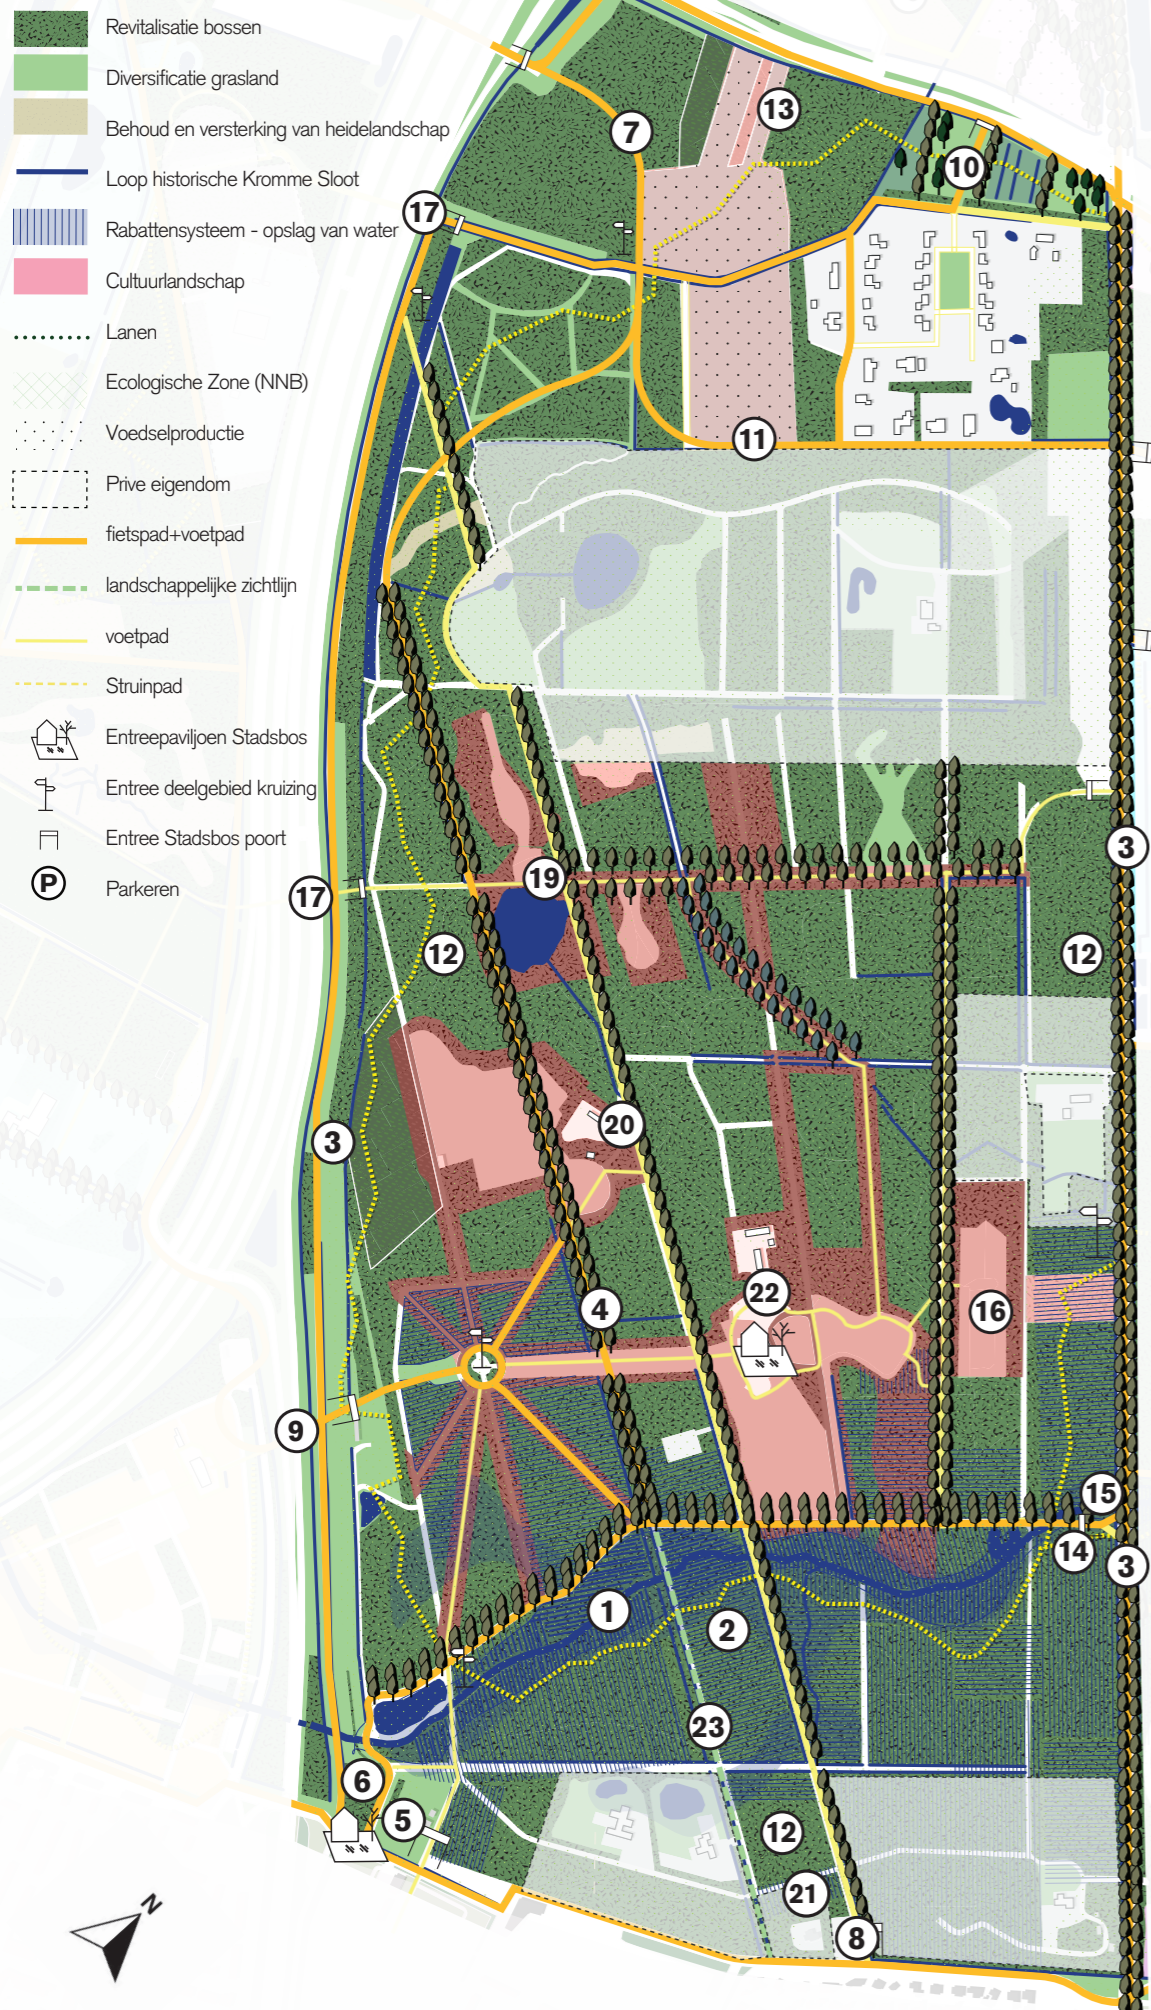 Revitalisatie bossen
Diversificatie grasland
Behoud en versterking van heidelandschap
Loop historische Kromme Sloot
Rabattensysteem - opslag van water
Cultuurlandschap
Lanen
Ecologische Zone (NNB)
Voedselproductie
Prive eigendom
fietspad+voetpad
landschappelijke zichtlijn
voetpad
Struinpad
Entreepaviljoen Stadsbos
Entree deelgebied kruizing
Entree Stadsbos poort
P Parkeren
13
7
10
17
11
3
19
17
12
12
20
3
22
4
16
9
15
14
3
1
2
23
6
5
12
21
8
N